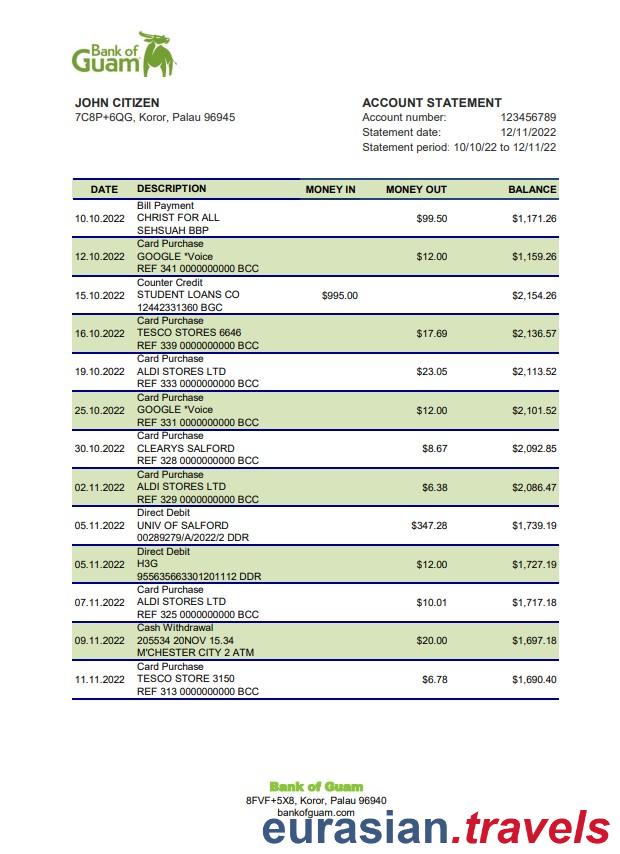 Bank of
Guam
JOHN CITIZEN
7C8P+6QG, Koror, Palau 96945
ACCOUNT STATEMENT
Account number: 123456789
Statement date: 12/11/2022
Statement period: 10/10/22 to 12/11/22
DATE DESCRIPTION MONEY IN MONEY OUT BALANCE
Bill Payment
10.10.2022 CHRIST FOR ALL $99.50 $1,171.26
SEHSUAH BBP
Card Purchase
12.10.2022 GOOGLE *Voice $12.00 $1,159.26
REF 341 0000000000 BCC
Counter Credit
15.10.2022 STUDENT LOANS CO $995.00 $2,154.26
12442331360 BGC
Card Purchase
16.10.2022 TESCO STORES 6646 $17.69 $2,136.57
REF 339 0000000000 BCC
Card Purchase
19.10.2022 ALDI STORES LTD $23.05 $2,113.52
REF 333 0000000000 BCC
Card Purchase
25.10.2022 GOOGLE *Voice $12.00 $2,101.52
REF 331 0000000000 BCC
Card Purchase
30.10.2022 CLEARYS SALFORD $8.67 $2,092.85
REF 328 0000000000 BCC
Card Purchase
02.11.2022 ALDI STORES LTD $6.38 $2,086.47
REF 329 0000000000 BCC
Direct Debit
05.11.2022 UNIV OF SALFORD $347.28 $1,739.19
00289279/A/2022/2 DDR
Direct Debit
05.11.2022 H3G $12.00 $1,727.19
955635663301201112 DDR
Card Purchase
07.11.2022 ALDI STORES LTD $10.01 $1,717.18
REF 325 0000000000 BCC
Cash Withdrawal
09.11.2022 205534 20NOV 15.34 $20.00 $1,697.18
M'CHESTER CITY 2 ATM
Card Purchase
11.11.2022 TESCO STORE 3150 $6.78 $1,690.40
REF 313 0000000000 BCC
Bank of Guam
8FVF+5X8, Koror, Palau 96940
bankofguam.com
eurasian.travels